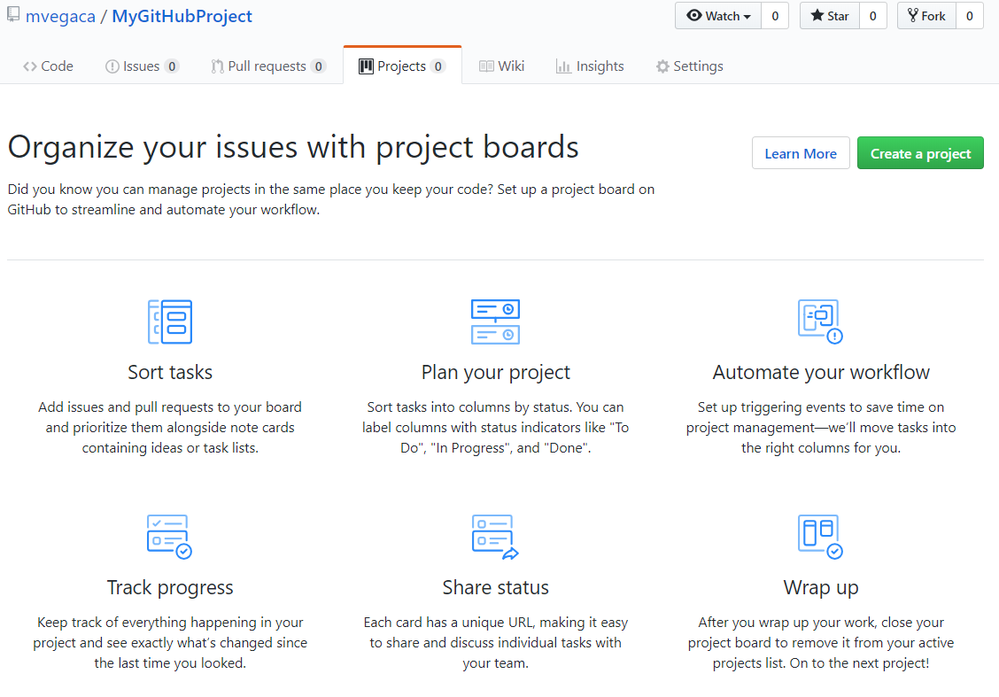 mvegaca / MyGitHubProject
Watch 0 Star 0 Fork 0
Code Issues 0 Pull requests 0 Projects 0 Wiki Insights Settings
Organize your issues with project boards
Learn More Create a project
Did you know you can manage projects in the same place you keep your code? Set up a project board on
GitHub to streamline and automate your workflow.
Sort tasks
Add issues and pull requests to your board
and prioritize them alongside note cards
containing ideas or task lists.
Plan your project
Sort tasks into columns by status. You can
label columns with status indicators like "To
Do", "In Progress", and "Done".
Automate your workflow
Set up triggering events to save time on
project management—we’ll move tasks into
the right columns for you.
Track progress
Keep track of everything happening in your
project and see exactly what’s changed since
the last time you looked.
Share status
Each card has a unique URL, making it easy
to share and discuss individual tasks with
your team.
Wrap up
After you wrap up your work, close your
project board to remove it from your active
projects list. On to the next project!